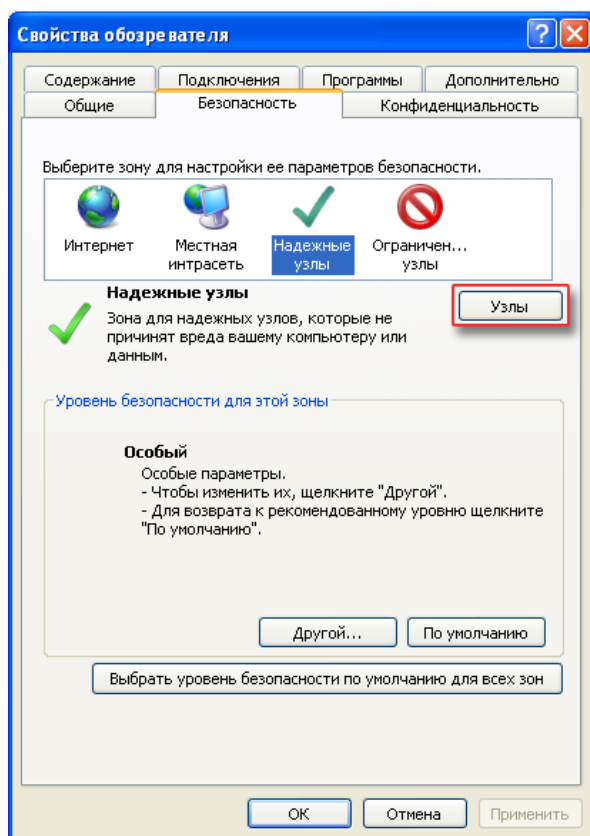 Свойства обозревателя
Содержание Подключения Программы Дополнительно
Общие Безопасность Конфиденциальность
Выберите зону для настройки ее параметров безопасности.
Интернет Местная интрасеть Надежные узлы Ограничен... узлы
Надежные узлы
Узлы
Зона для надежных узлов, которые не
причинят вреда вашему компьютеру или
данным.
Уровень безопасности для этой зоны
Особый
Особые параметры.
- Чтобы изменить их, щелкните "Другой".
- Для возврата к рекомендованному уровню щелкните
"По умолчанию".
Другой... По умолчанию
Выбрать уровень безопасности по умолчанию для всех зон
ОК Отмена Применить